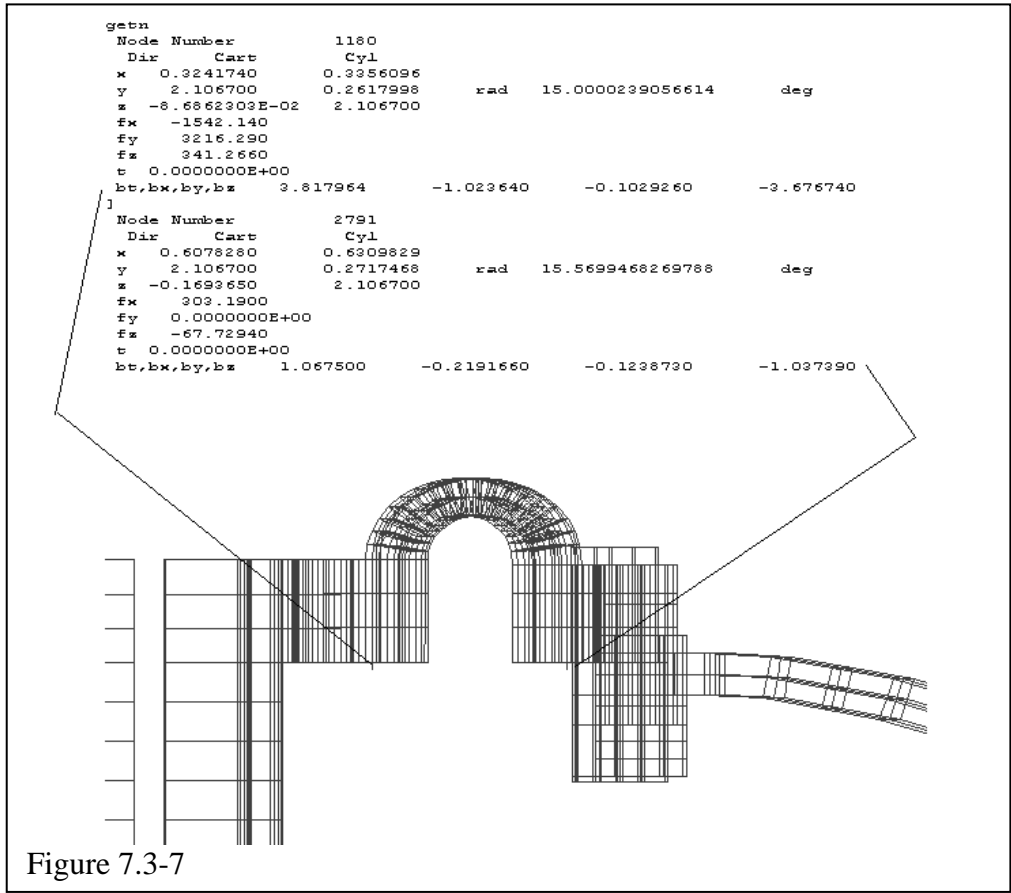 getn
Node Number 1180
Dir Cart Cyl
x 0.3241740 0.3356096
y 2.106700 0.2617998 rad 15.0000239056614 deg
z -8.6862303E-02 2.106700
fx -1542.140
fy 3216.290
fz 341.2660
t 0.0000000E+00
bt,bx,by,bz 3.817964 -1.023640 -0.1029260 -3.676740
]
Node Number 2791
Dir Cart Cyl
x 0.6078280 0.6309829
y 2.106700 0.2717468 rad 15.5699468269788 deg
z -0.1693650 2.106700
fx 303.1900
fy 0.0000000E+00
fz -67.72940
t 0.0000000E+00
bt,bx,by,bz 1.067500 -0.2191660 -0.1238730 -1.037390
Figure 7.3-7